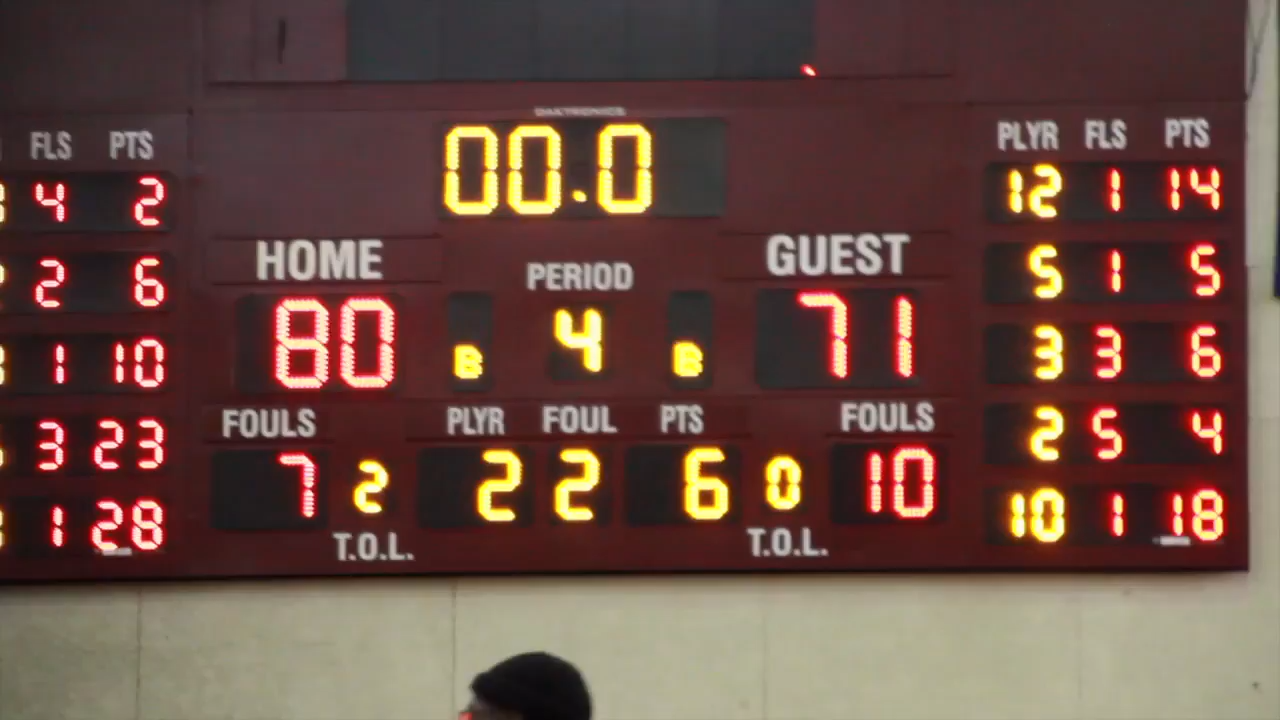 DAKTRONICS
00.0
FLS PTS
4 2
2 6
1 10
3 23
1 28
HOME
80
PERIOD
B 4 B
GUEST
71
FOULS PLYR FOUL PTS FOULS
7 2 2 2 6 0 10
T.O.L. T.O.L.
PLYR FLS PTS
12 1 14
5 1 5
3 3 6
2 5 4
10 1 18